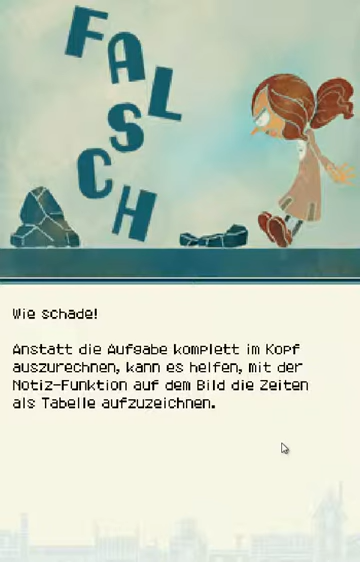 FALSCH
Wie schade!
Anstatt die Aufgabe komplett im Kopf
auszurechnen, kann es helfen, mit der
Notiz-Funktion auf dem Bild die Zeiten
als Tabelle aufzuzeichnen.